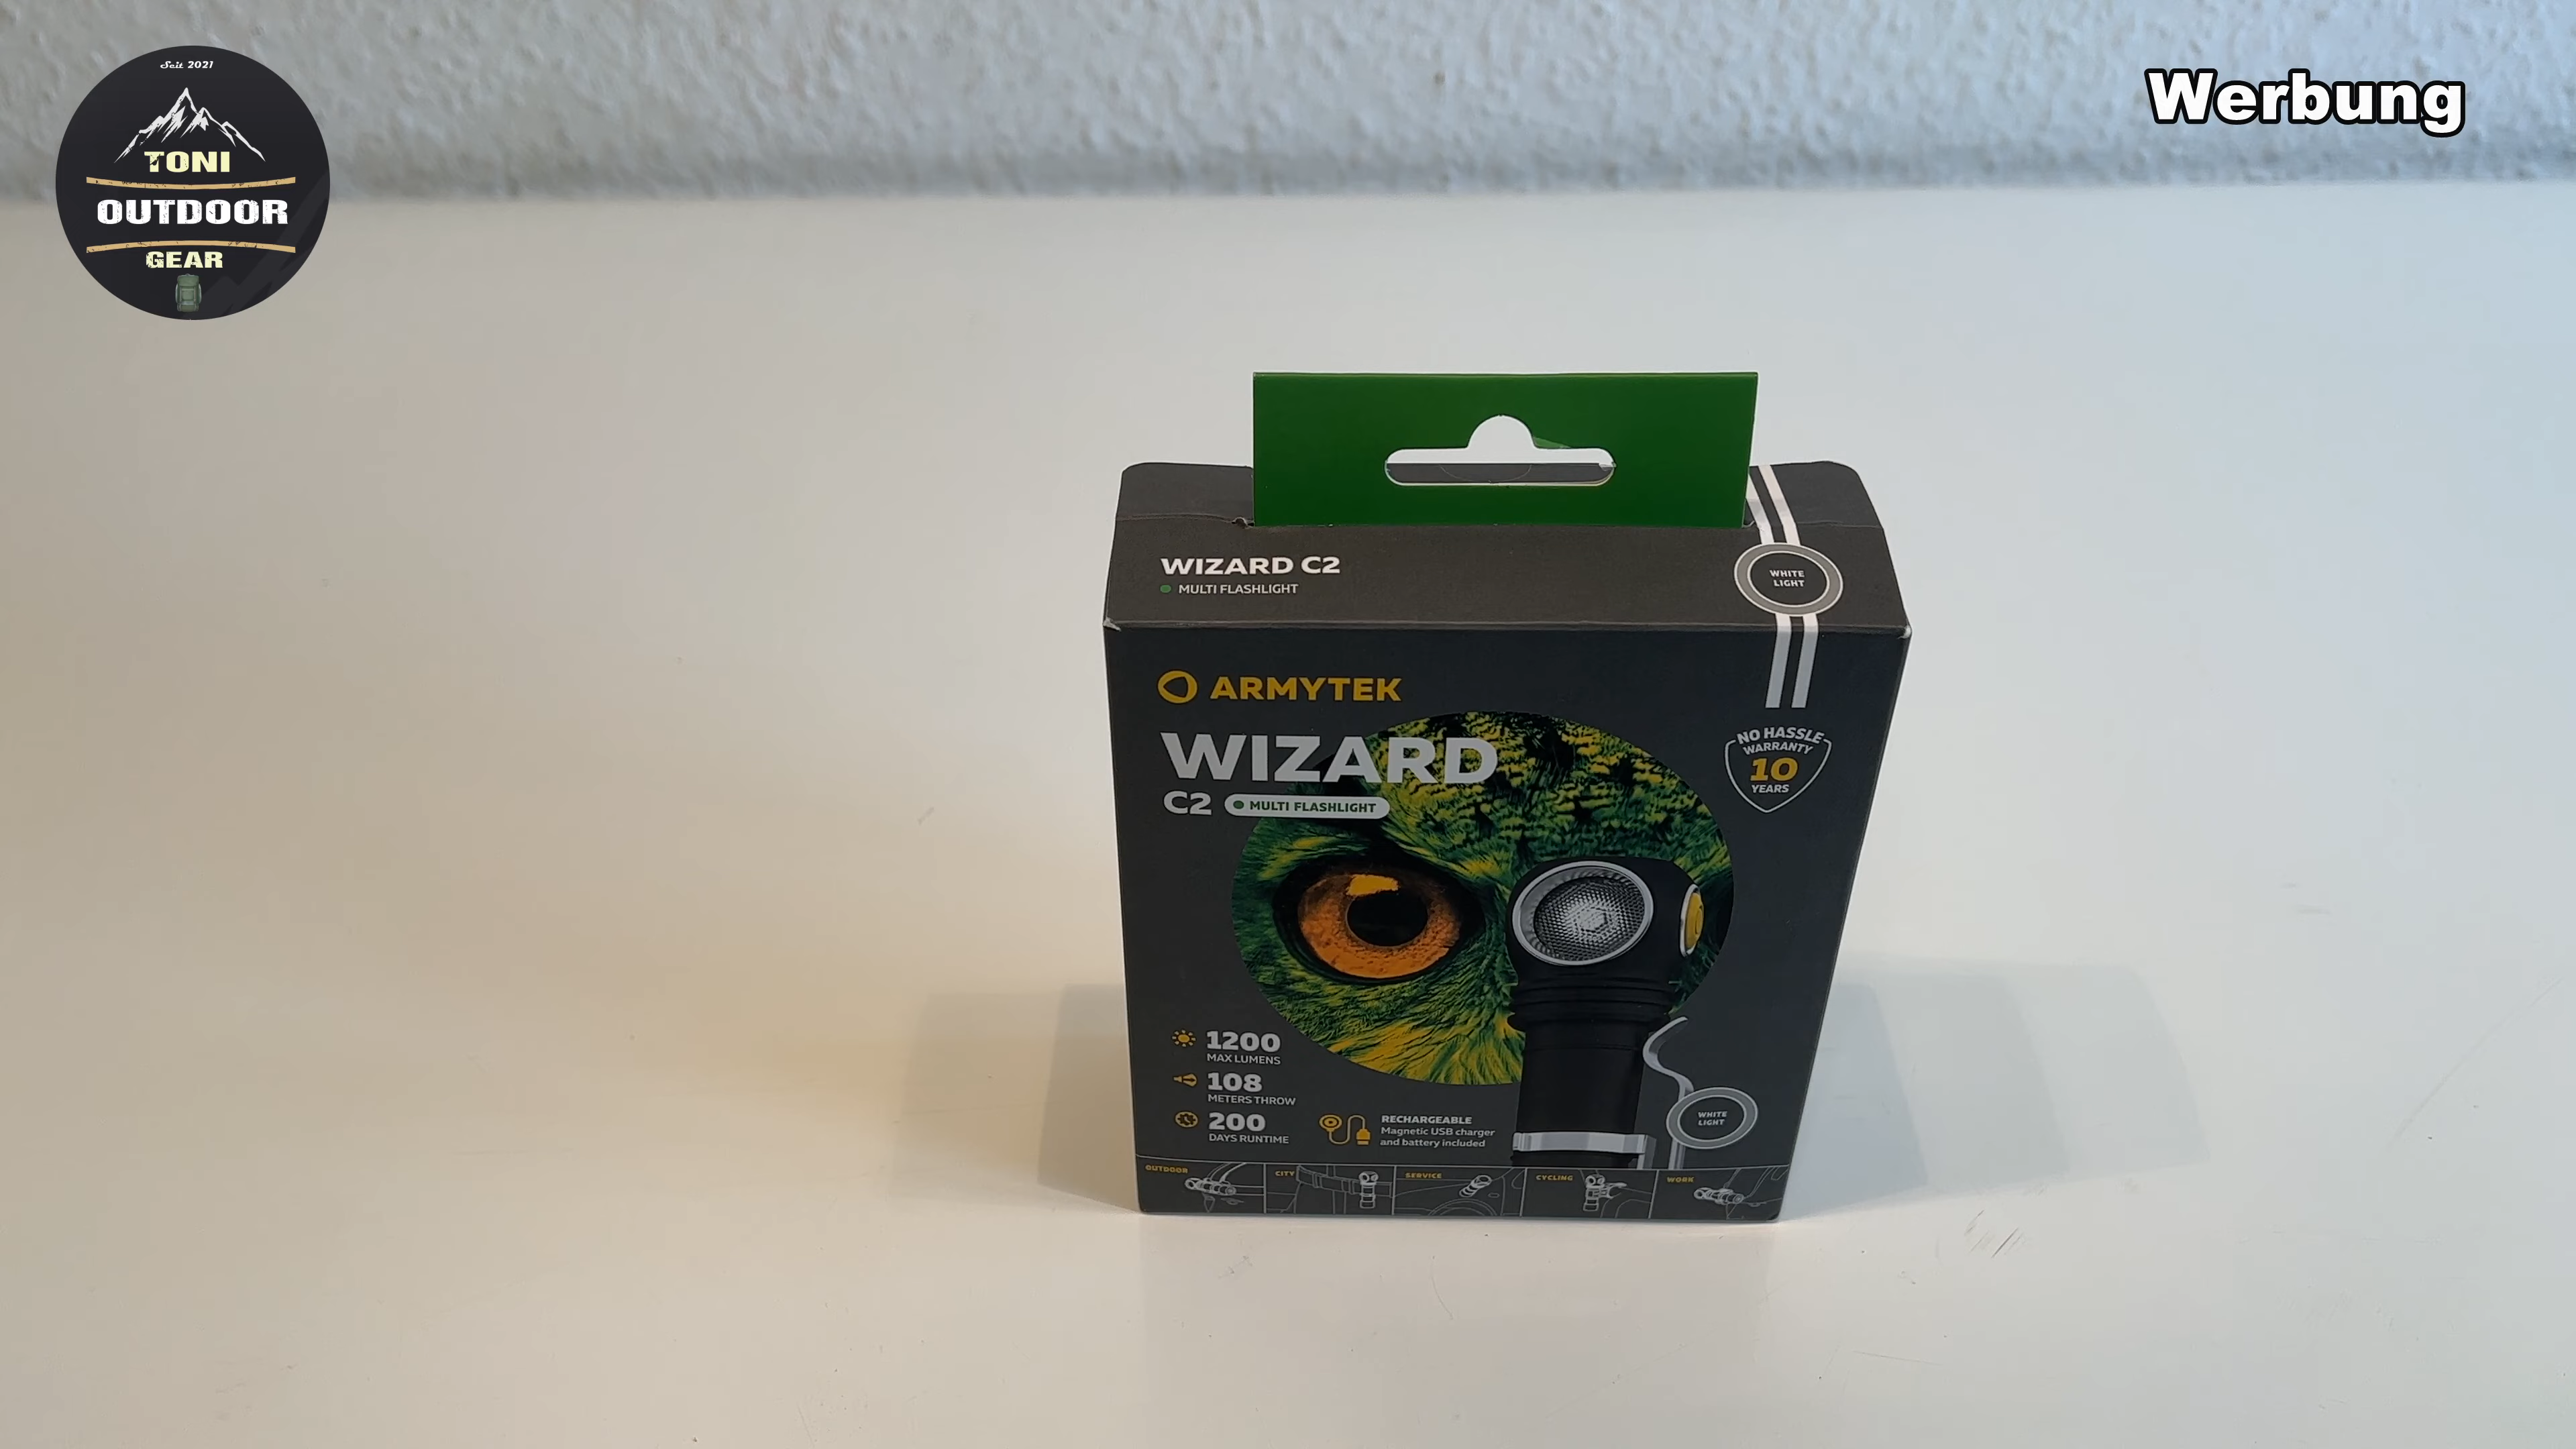 Seit 2021
TONI
OUTDOOR
GEAR
Werbung
WIZARD C2
MULTI FLASHLIGHT
WHITE
LIGHT
ARMYTEK
WIZARD
C2 MULTI FLASHLIGHT
NO HASSLE
WARRANTY
10
YEARS
1200
MAX LUMENS
108
METERS THROW
200
DAYS RUNTIME
RECHARGEABLE
Magnetic USB charger
and battery included
WHITE
LIGHT
OUTDOOR
CITY
SERVICE
CYCLING
WORK